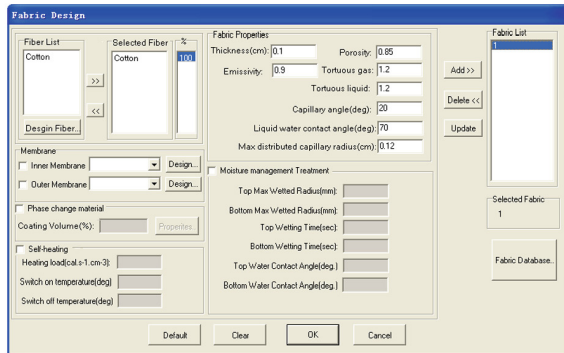 Fabric Design
Fiber List
Cotton
Desgin Fiber...
>>
<<
Selected Fiber
Cotton
%
100
Fabric Properties
Thickness(cm): 0.1
Porosity: 0.85
Emissivity: 0.9
Tortuous gas: 1.2
Tortuous liquid: 1.2
Capillary angle(deg): 20
Liquid water contact angle(deg): 70
Max distributed capillary radius(cm): 0.12
Add >>
Delete <<
Update
Fabric List
1
Selected Fabric
1
Fabric Database..
Membrane
Inner Membrane
Design...
Outer Membrane
Design...
Phase change material
Coating Volume(%):
Properites...
Self-heating
Heating load(cal.s-1.cm-3):
Switch on temperature(deg)
Switch off temperature(deg)
Moisture management Treatment
Top Max Wetted Radius(mm):
Bottom Max Wetted Radius(mm):
Top Wetting Time(sec):
Bottom Wetting Time(sec):
Top Water Contact Angle(deg.)
Bottom Water Contact Angle(deg.)
Default
Clear
OK
Cancel